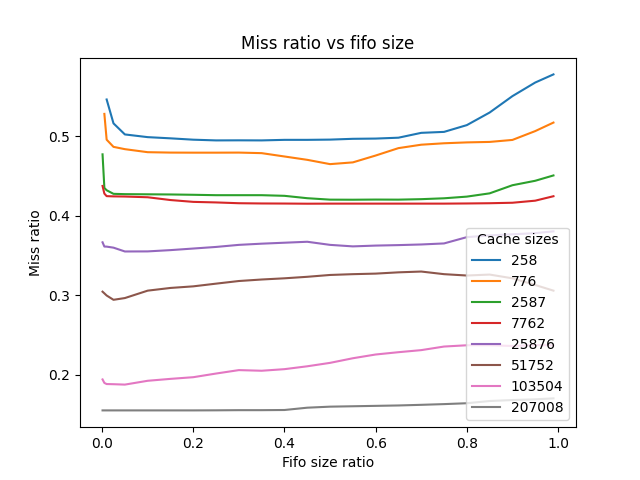 Miss ratio vs fifo size
Miss ratio
0.5
0.4
0.3
0.2
Cache sizes
258
776
2587
7762
25876
51752
103504
207008
0.0 0.2 0.4 0.6 0.8 1.0
Fifo size ratio